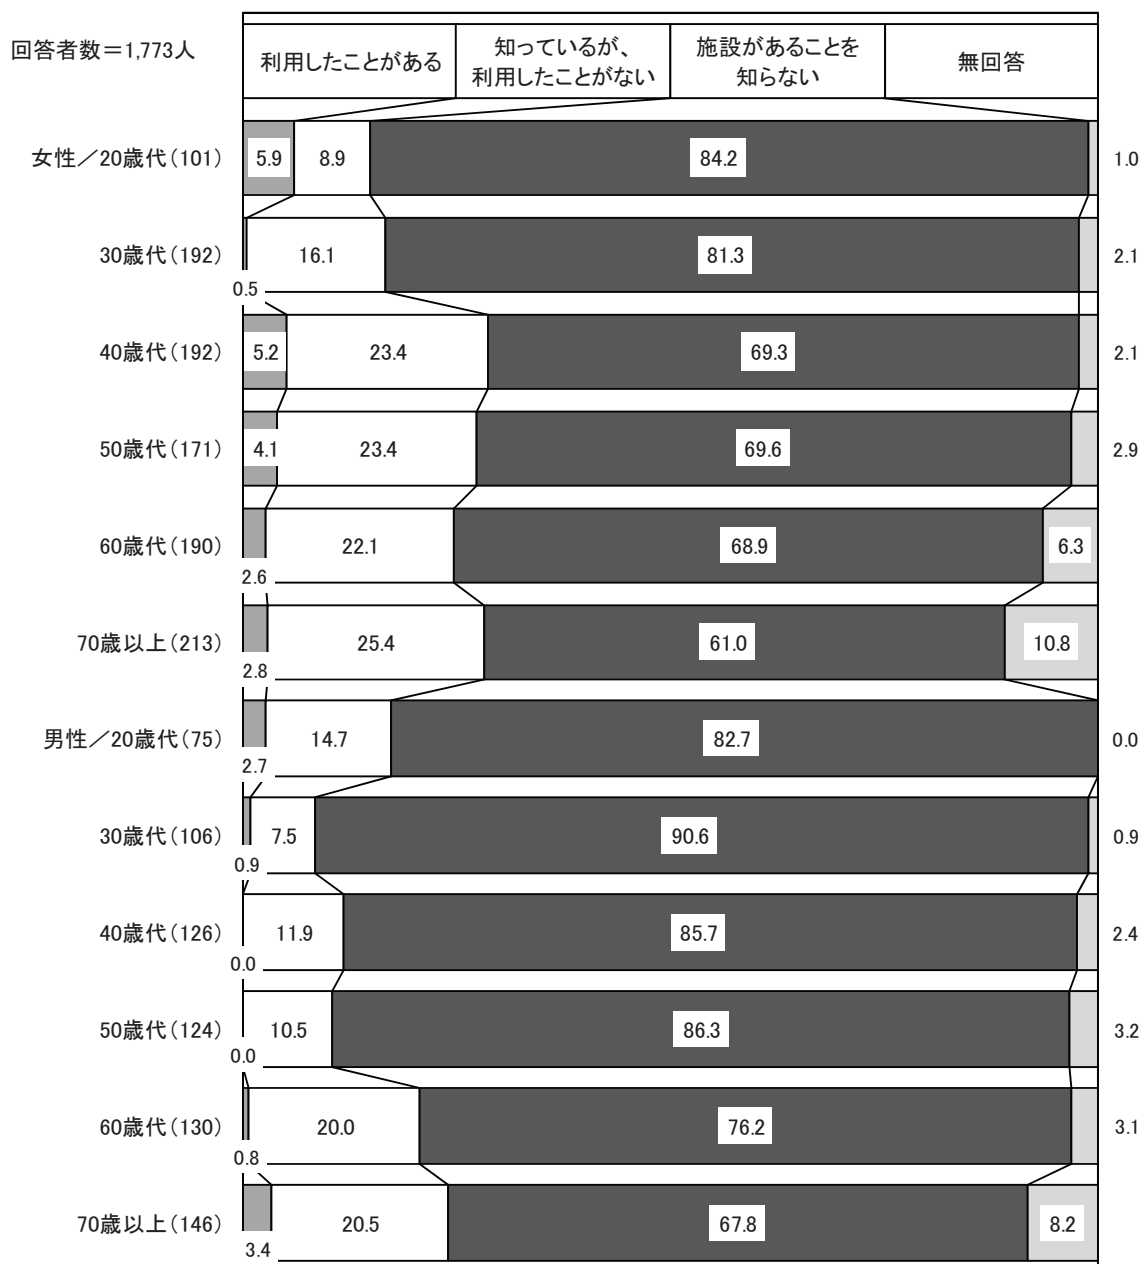 回答者数＝1,773人
利用したことがある
知っているが、
利用したことがない
施設があることを
知らない
無回答
女性／20歳代（101） 5.9 8.9 84.2 1.0
30歳代（192） 0.5 16.1 81.3 2.1
40歳代（192） 5.2 23.4 69.3 2.1
50歳代（171） 4.1 23.4 69.6 2.9
60歳代（190） 2.6 22.1 68.9 6.3
70歳以上（213） 2.8 25.4 61.0 10.8
男性／20歳代（75） 2.7 14.7 82.7 0.0
30歳代（106） 0.9 7.5 90.6 0.9
40歳代（126） 0.0 11.9 85.7 2.4
50歳代（124） 0.0 10.5 86.3 3.2
60歳代（130） 0.8 20.0 76.2 3.1
70歳以上（146） 3.4 20.5 67.8 8.2